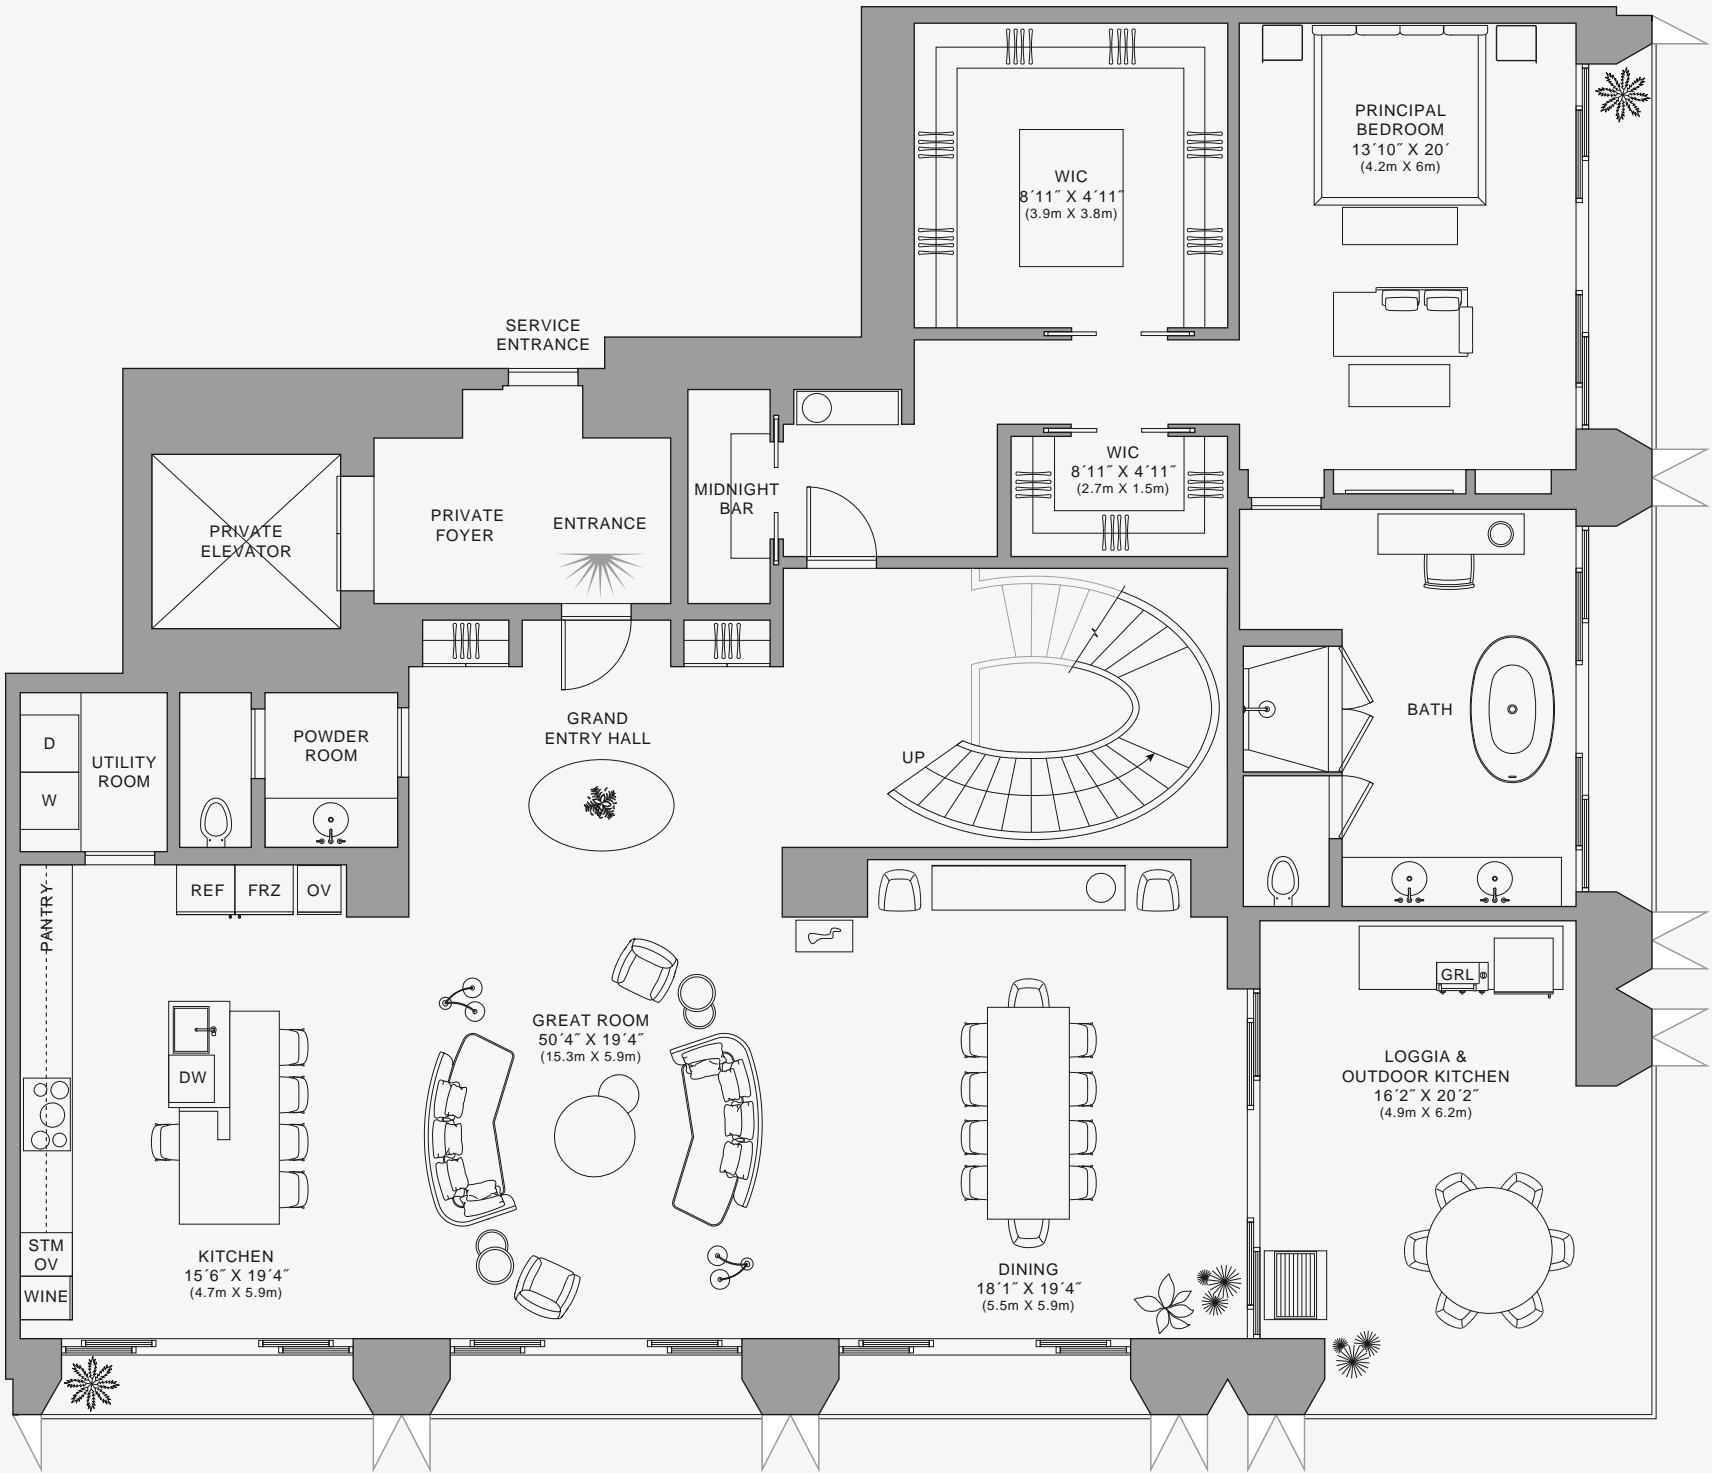 PRINCIPAL
BEDROOM
13´10˝ X 20´
(4.2m X 6m)
WIC
8´11˝ X 4´11˝
(3.9m X 3.8m)
SERVICE
ENTRANCE
WIC
8´11˝ X 4´11˝
(2.7m X 1.5m)
MIDNIGHT
BAR
PRIVATE
FOYER
ENTRANCE
PRIVATE
ELEVATOR
GRAND
ENTRY HALL
BATH
POWDER
ROOM
UTILITY
ROOM
D
W
UP
PANTRY
REF
FRZ
OV
GRL
GREAT ROOM
50´4˝ X 19´4˝
(15.3m X 5.9m)
LOGGIA &
OUTDOOR KITCHEN
16´2˝ X 20´2˝
(4.9m X 6.2m)
DW
STM
OV
WINE
KITCHEN
15´6˝ X 19´4˝
(4.7m X 5.9m)
DINING
18´1˝ X 19´4˝
(5.5m X 5.9m)